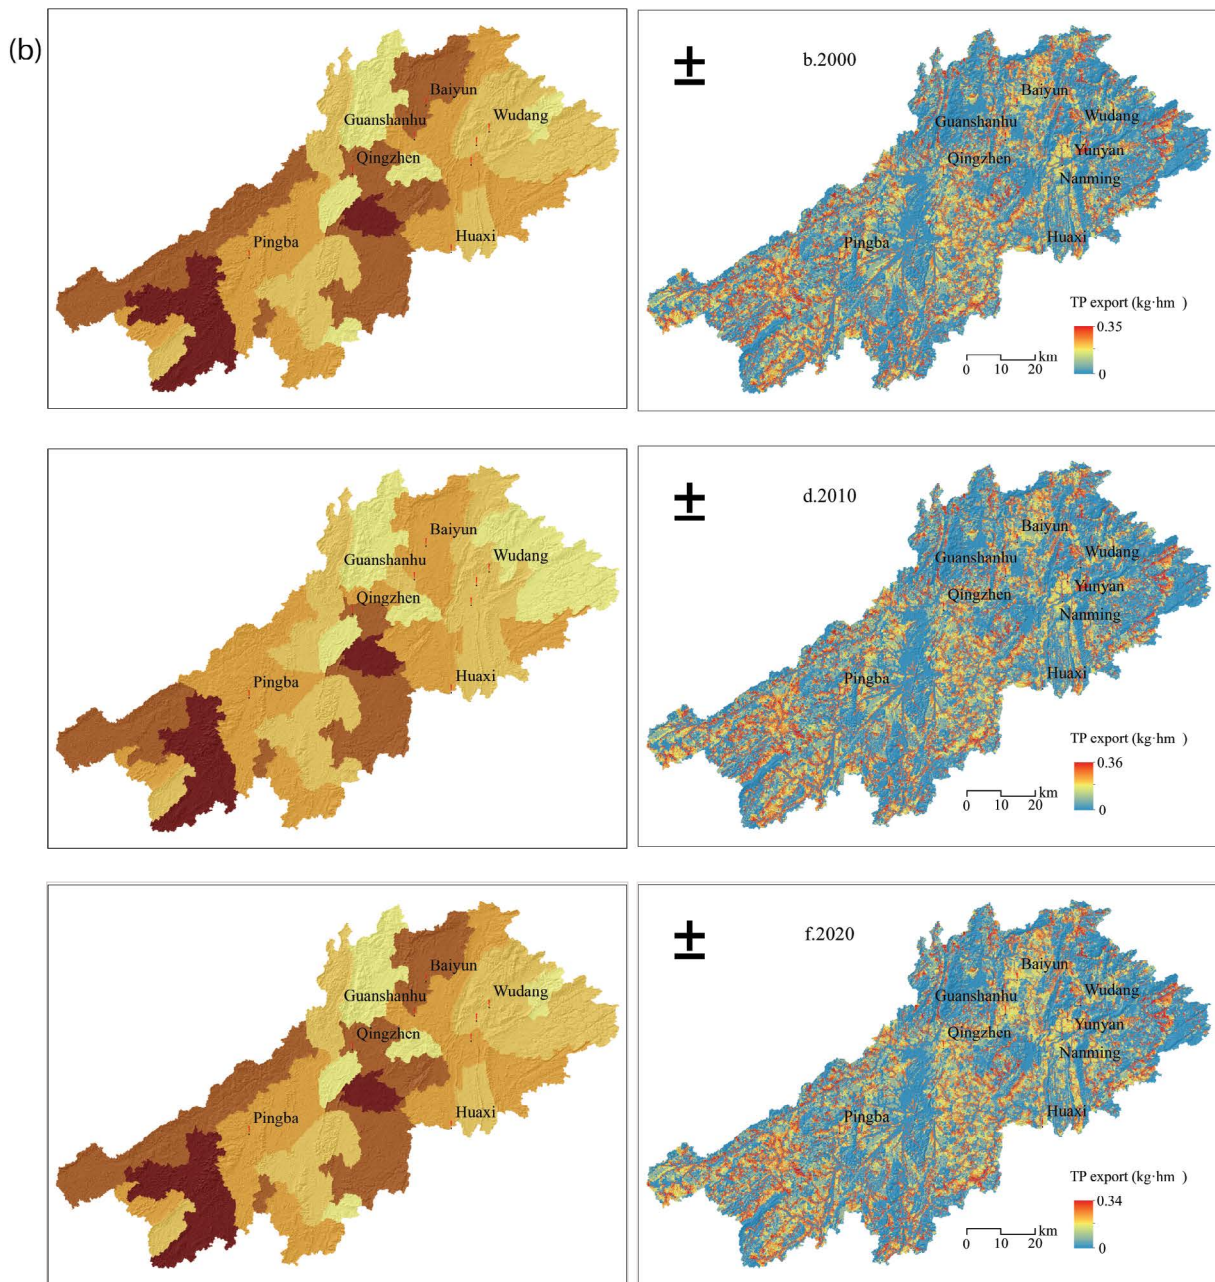 (b)
Baiyun
Wudang
Guanshanhu
Qingzhen
Pingba
Huaxi
b.2000
Baiyun
Guanshanhu
Wudang
Yunyan
Qingzhen
Nanming
Pingba
Huaxi
TP export (kg·hm )
0.35
0
km
0 10 20
Baiyun
Wudang
Guanshanhu
Qingzhen
Pingba
Huaxi
d.2010
Baiyun
Guanshanhu
Wudang
Yunyan
Qingzhen
Nanming
Pingba
Huaxi
TP export (kg·hm )
0.36
0
km
0 10 20
Baiyun
Wudang
Guanshanhu
Qingzhen
Pingba
Huaxi
f.2020
Baiyun
Guanshanhu
Wudang
Yunyan
Qingzhen
Nanming
Pingba
Huaxi
TP export (kg·hm )
0.34
0
km
0 10 20